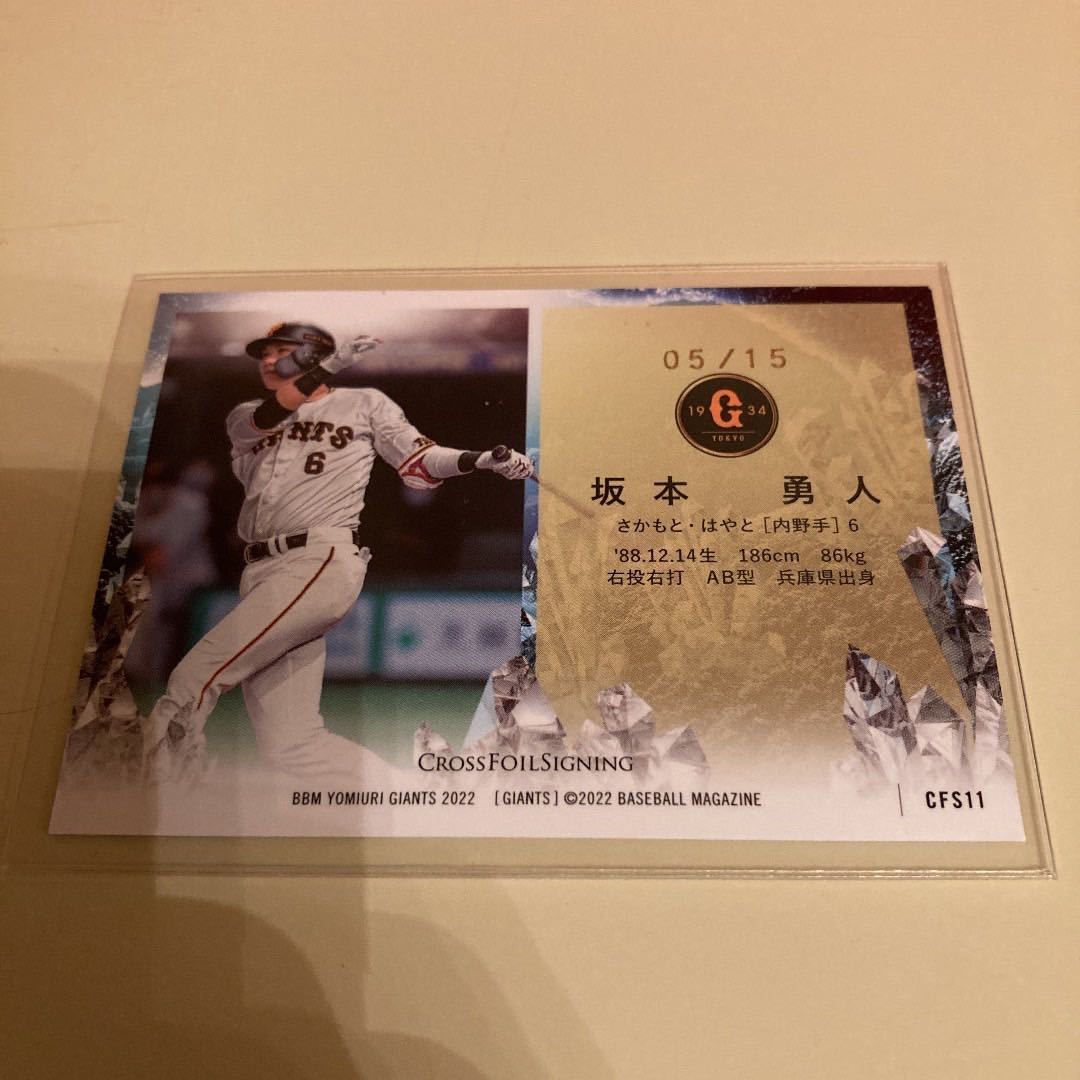 GIANTS
6
05/15
19 G 34
TOKYO
坂本 勇人
さかもと・はやと [内野手] 6
'88.12.14生 186cm 86kg
右投右打 AB型 兵庫県出身
CROSSFOILSIGNING
BBM YOMIURI GIANTS 2022 [GIANTS] ©2022 BASEBALL MAGAZINE
CFS11